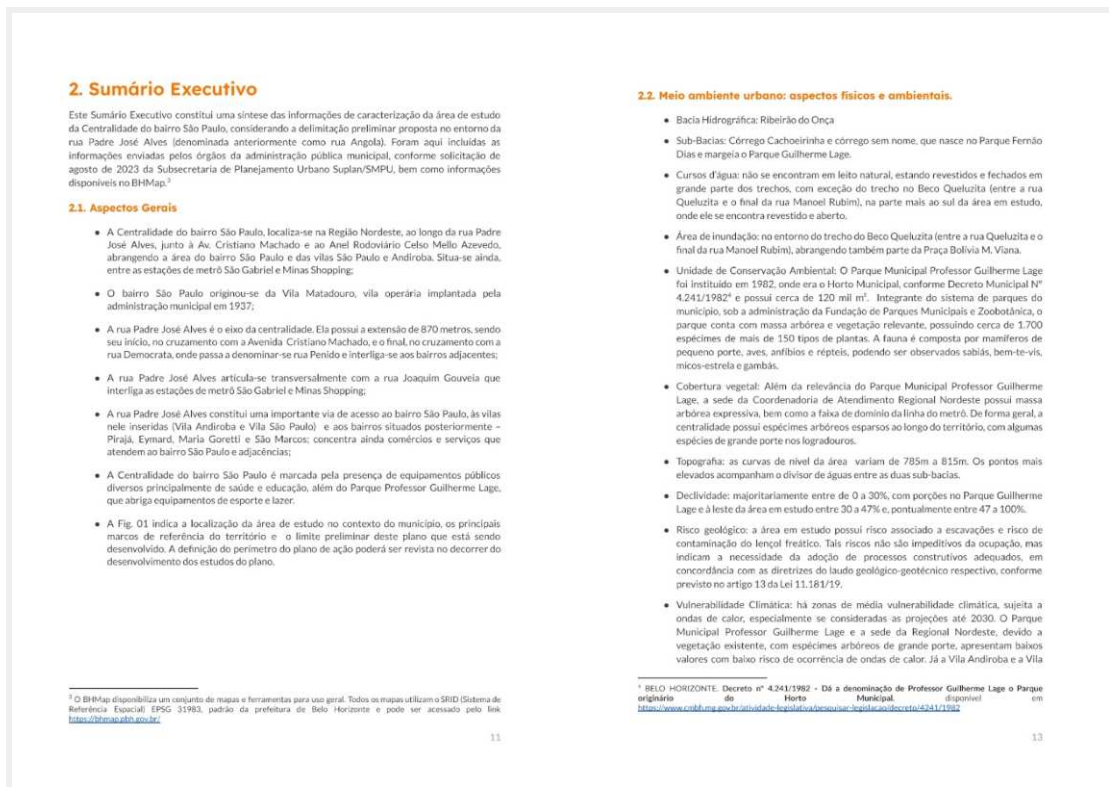 2. Sumário Executivo
Este Sumário Executivo constitui uma síntese das informações de caracterização da área de estudo
da Centralidade do bairro São Paulo, considerando a delimitação preliminar proposta no entorno da
rua Padre José Alves (denominada anteriormente como rua Angola). Foram aqui incluídas as
informações enviadas pelos órgãos da administração pública municipal, conforme solicitação de
agosto de 2023 da Subsecretaria de Planejamento Urbano Suplan/SMPU, bem como informações
disponíveis no BHMap.³
2.1. Aspectos Gerais
● A Centralidade do bairro São Paulo, localiza-se na Região Nordeste, ao longo da rua Padre
José Alves, junto à Av. Cristiano Machado e ao Anel Rodoviário Celso Mello Azevedo,
abrangendo a área do bairro São Paulo e das vilas São Paulo e Andiroba. Situa-se ainda,
entre as estações de metrô São Gabriel e Minas Shopping;
● O bairro São Paulo originou-se da Vila Matadouro, vila operária implantada pela
administração municipal em 1937;
● A rua Padre José Alves é o eixo da centralidade. Ela possui a extensão de 870 metros, sendo
seu início, no cruzamento com a Avenida Cristiano Machado, e o final, no cruzamento com a
rua Democrata, onde passa a denominar-se rua Penido e interliga-se aos bairros adjacentes;
● A rua Padre José Alves articula-se transversalmente com a rua Joaquim Gouveia que
interliga as estações de metrô São Gabriel e Minas Shopping;
● A rua Padre José Alves constitui uma importante via de acesso ao bairro São Paulo, às vilas
nele inseridas (Vila Andiroba e Vila São Paulo) e aos bairros situados posteriormente –
Pirajá, Eymard, Maria Goretti e São Marcos; concentra ainda comércios e serviços que
atendem ao bairro São Paulo e adjacências;
● A Centralidade do bairro São Paulo é marcada pela presença de equipamentos públicos
diversos principalmente de saúde e educação, além do Parque Professor Guilherme Lage,
que abriga equipamentos de esporte e lazer.
● A Fig. 01 indica a localização da área de estudo no contexto do município, os principais
marcos de referência do território e o limite preliminar deste plano que está sendo
desenvolvido. A definição do perímetro do plano de ação poderá ser revista no decorrer do
desenvolvimento dos estudos do plano.
³ O BHMap disponibiliza um conjunto de mapas e ferramentas para uso geral. Todos os mapas utilizam o SRID (Sistema de
Referência Espacial) EPSG 31983, padrão da prefeitura de Belo Horizonte e pode ser acessado pelo link
https://bhmap.pbh.gov.br/
11
2.2. Meio ambiente urbano: aspectos físicos e ambientais.
● Bacia Hidrográfica: Ribeirão do Onça
● Sub-Bacias: Córrego Cachoeirinha e córrego sem nome, que nasce no Parque Fernão
Dias e margeia o Parque Guilherme Lage.
● Cursos d'água: não se encontram em leito natural, estando revestidos e fechados em
grande parte dos trechos, com exceção do trecho no Beco Queluzita (entre a rua
Queluzita e o final da rua Manoel Rubim), na parte mais ao sul da área em estudo,
onde ele se encontra revestido e aberto.
● Área de inundação: no entorno do trecho do Beco Queluzita (entre a rua Queluzita e o
final da rua Manoel Rubim), abrangendo também parte da Praça Bolívia M. Viana.
● Unidade de Conservação Ambiental: O Parque Municipal Professor Guilherme Lage
foi instituído em 1982, onde era o Horto Municipal, conforme Decreto Municipal Nº
4.241/1982⁴ e possui cerca de 120 mil m². Integrante do sistema de parques do
município, sob a administração da Fundação de Parques Municipais e Zoobotânica, o
parque conta com massa arbórea e vegetação relevante, possuindo cerca de 1.700
espécimes de mais de 150 tipos de plantas. A fauna é composta por mamíferos de
pequeno porte, aves, anfíbios e répteis, podendo ser observados sabiás, bem-te-vis,
micos-estrela e gambás.
● Cobertura vegetal: Além da relevância do Parque Municipal Professor Guilherme
Lage, a sede da Coordenadoria de Atendimento Regional Nordeste possui massa
arbórea expressiva, bem como a faixa de domínio da linha do metrô. De forma geral, a
centralidade possui espécimes arbóreos esparsos ao longo do território, com algumas
espécies de grande porte nos logradouros.
● Topografia: as curvas de nível da área variam de 785m a 815m. Os pontos mais
elevados acompanham o divisor de águas entre as duas sub-bacias.
● Declividade: majoritariamente entre de 0 a 30%, com porções no Parque Guilherme
Lage e à leste da área em estudo entre 30 a 47% e, pontualmente entre 47 a 100%.
● Risco geológico: a área em estudo possui risco associado a escavações e risco de
contaminação do lençol freático. Tais riscos não são impeditivos da ocupação, mas
indicam a necessidade da adoção de processos construtivos adequados, em
concordância com as diretrizes do laudo geológico-geotécnico respectivo, conforme
previsto no artigo 13 da Lei 11.181/19.
● Vulnerabilidade Climática: há zonas de média vulnerabilidade climática, sujeita a
ondas de calor, especialmente se consideradas as projeções até 2030. O Parque
Municipal Professor Guilherme Lage e a sede da Regional Nordeste, devido a
vegetação existente, com espécimes arbóreos de grande porte, apresentam baixos
valores com baixo risco de ocorrência de ondas de calor. Já a Vila Andiroba e a Vila
⁴ BELO HORIZONTE. Decreto nº 4.241/1982 - Dá a denominação de Professor Guilherme Lage o Parque
originário do Horto Municipal. disponível em
https://www.cmbh.mg.gov.br/atividade-legislativa/pesquisar-legislacao/decreto/4241/1982
13